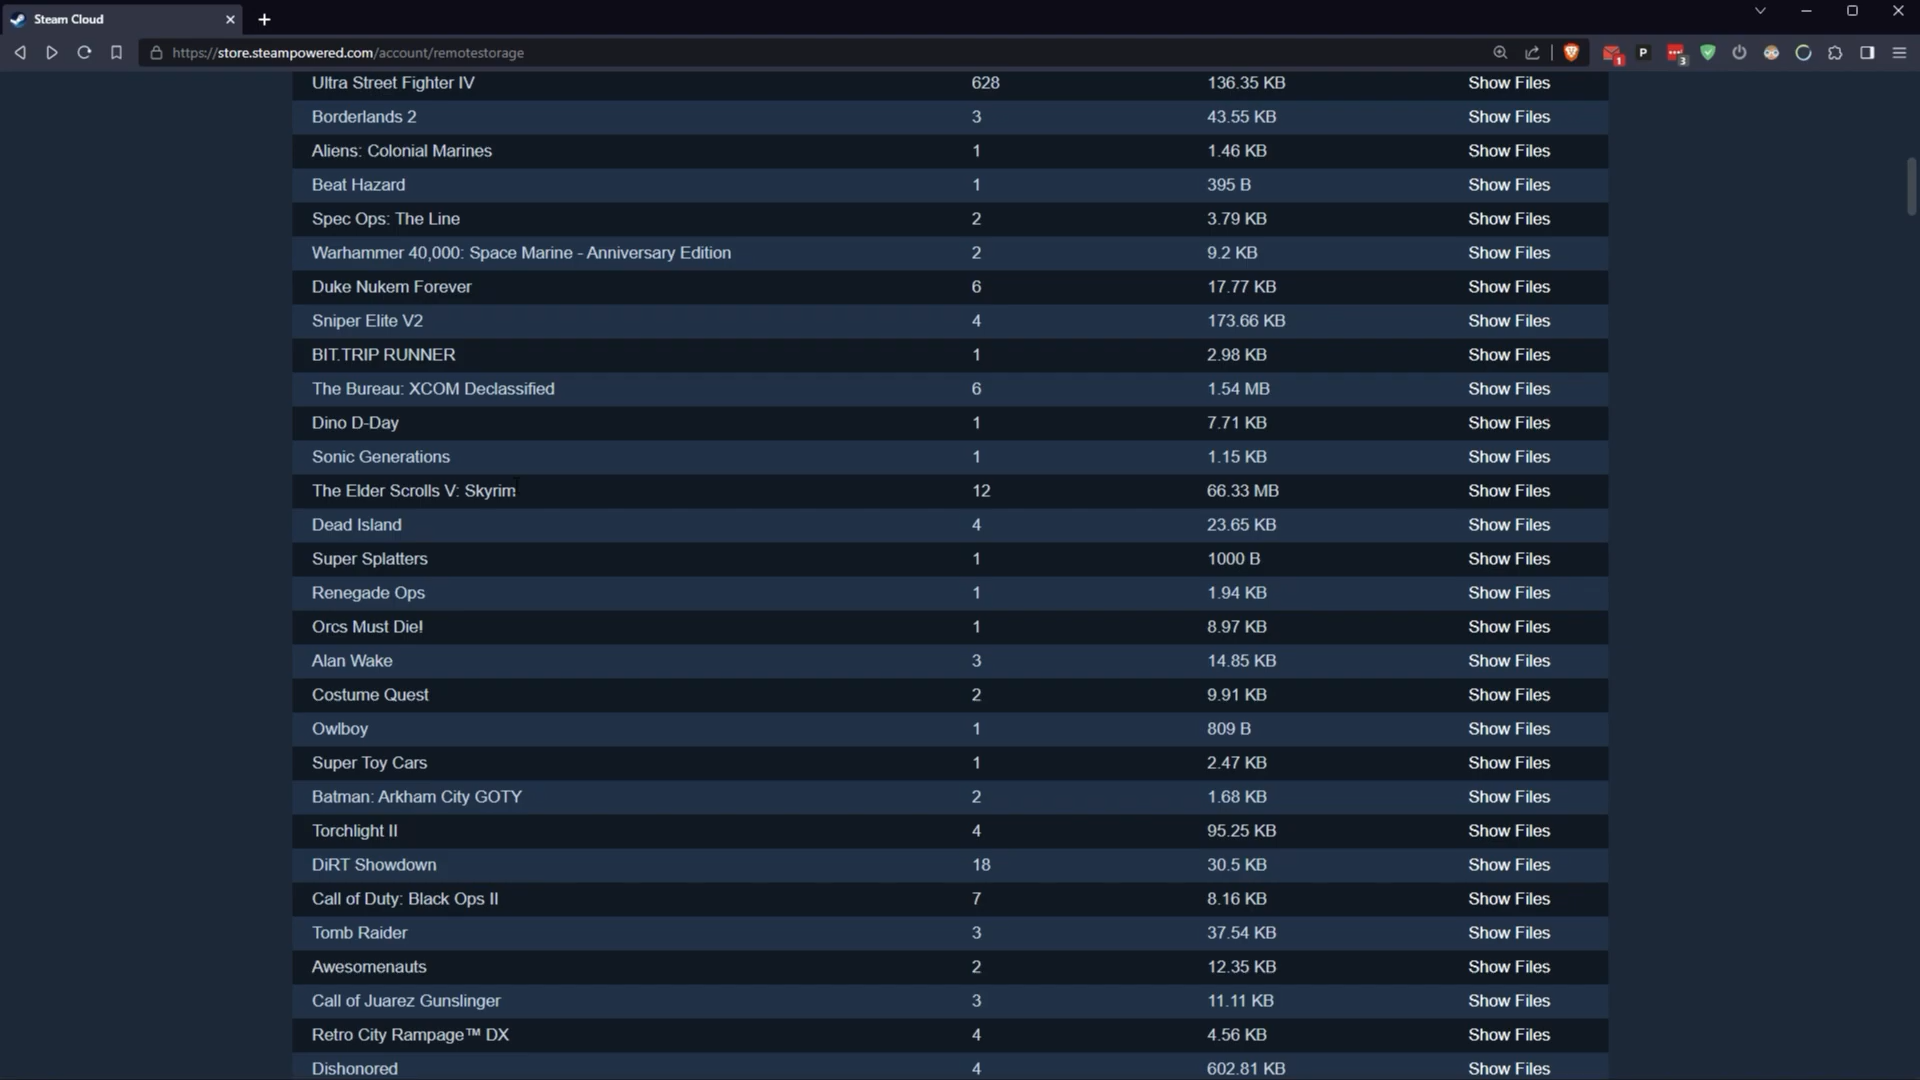 Steam Cloud
https://store.steampowered.com/account/remotestorage
P
1
3
Ultra Street Fighter IV 628 136.35 KB Show Files
Borderlands 2 3 43.55 KB Show Files
Aliens: Colonial Marines 1 1.46 KB Show Files
Beat Hazard 1 395 B Show Files
Spec Ops: The Line 2 3.79 KB Show Files
Warhammer 40,000: Space Marine - Anniversary Edition 2 9.2 KB Show Files
Duke Nukem Forever 6 17.77 KB Show Files
Sniper Elite V2 4 173.66 KB Show Files
BIT.TRIP RUNNER 1 2.98 KB Show Files
The Bureau: XCOM Declassified 6 1.54 MB Show Files
Dino D-Day 1 7.71 KB Show Files
Sonic Generations 1 1.15 KB Show Files
The Elder Scrolls V: Skyrim 12 66.33 MB Show Files
Dead Island 4 23.65 KB Show Files
Super Splatters 1 1000 B Show Files
Renegade Ops 1 1.94 KB Show Files
Orcs Must Die! 1 8.97 KB Show Files
Alan Wake 3 14.85 KB Show Files
Costume Quest 2 9.91 KB Show Files
Owlboy 1 809 B Show Files
Super Toy Cars 1 2.47 KB Show Files
Batman: Arkham City GOTY 2 1.68 KB Show Files
Torchlight II 4 95.25 KB Show Files
DiRT Showdown 18 30.5 KB Show Files
Call of Duty: Black Ops II 7 8.16 KB Show Files
Tomb Raider 3 37.54 KB Show Files
Awesomenauts 2 12.35 KB Show Files
Call of Juarez Gunslinger 3 11.11 KB Show Files
Retro City Rampage™ DX 4 4.56 KB Show Files
Dishonored 4 602.81 KB Show Files